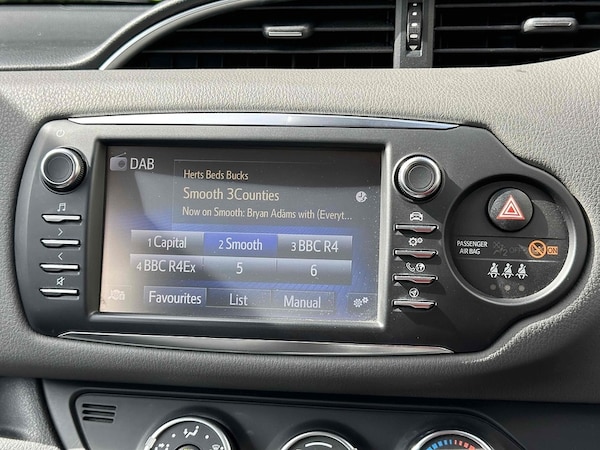 DAB
Herts Beds Bucks
Smooth 3Counties
Now on Smooth: Bryan Adams with (Everyt...
1 Capital 2 Smooth 3 BBC R4
4 BBC R4Ex 5 6
Favourites List Manual
PASSENGER
AIR BAG
ON